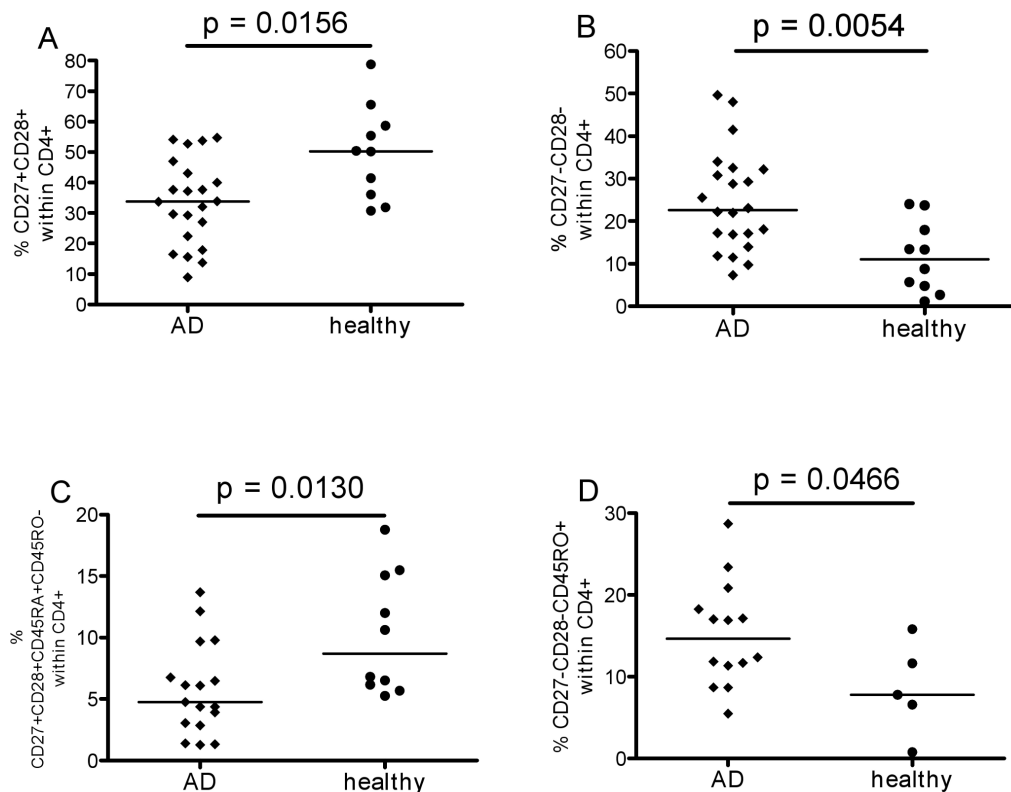 A
p = 0.0156
% CD27+CD28+
within CD4+
80
70
60
50
40
30
20
10
0
AD
healthy
B
p = 0.0054
% CD27-CD28-
within CD4+
60
50
40
30
20
10
0
AD
healthy
C
p = 0.0130
%
CD27+CD28+CD45RA+CD45RO-
within CD4+
20
15
10
5
0
AD
healthy
D
p = 0.0466
% CD27-CD28-CD45RO+
within CD4+
30
20
10
0
AD
healthy